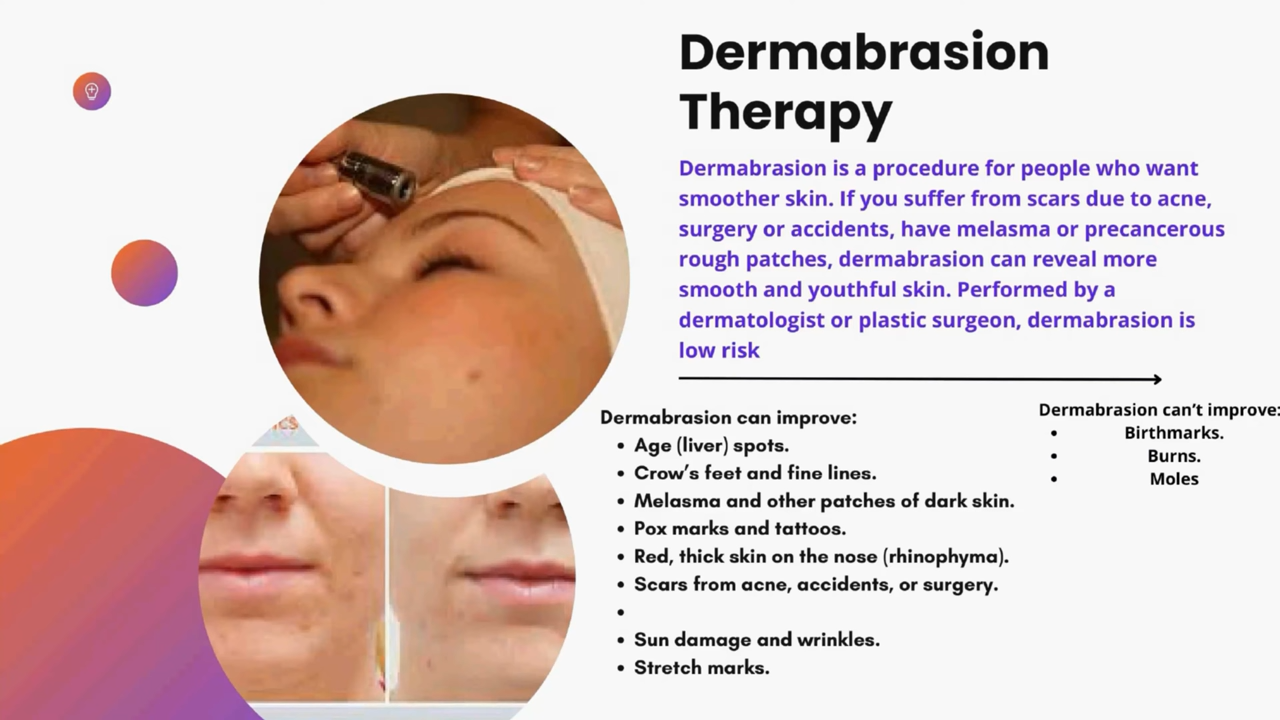 Dermabrasion
Therapy
Dermabrasion is a procedure for people who want
smoother skin. If you suffer from scars due to acne,
surgery or accidents, have melasma or precancerous
rough patches, dermabrasion can reveal more
smooth and youthful skin. Performed by a
dermatologist or plastic surgeon, dermabrasion is
low risk
Dermabrasion can improve:
• Age (liver) spots.
• Crow’s feet and fine lines.
• Melasma and other patches of dark skin.
• Pox marks and tattoos.
• Red, thick skin on the nose (rhinophyma).
• Scars from acne, accidents, or surgery.
•
• Sun damage and wrinkles.
• Stretch marks.
Dermabrasion can’t improve:
• Birthmarks.
• Burns.
• Moles